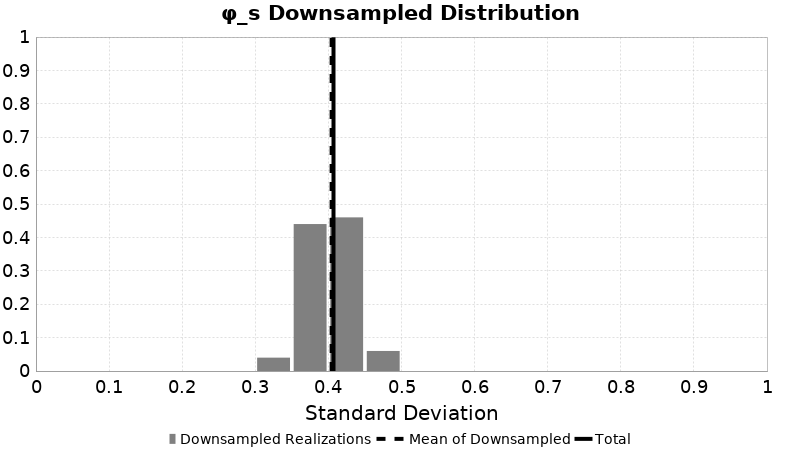 φ_s Downsampled Distribution
1
0.9
0.8
0.7
0.6
0.5
0.4
0.3
0.2
0.1
0
0 0.1 0.2 0.3 0.4 0.5 0.6 0.7 0.8 0.9 1
Standard Deviation
Downsampled Realizations Mean of Downsampled Total